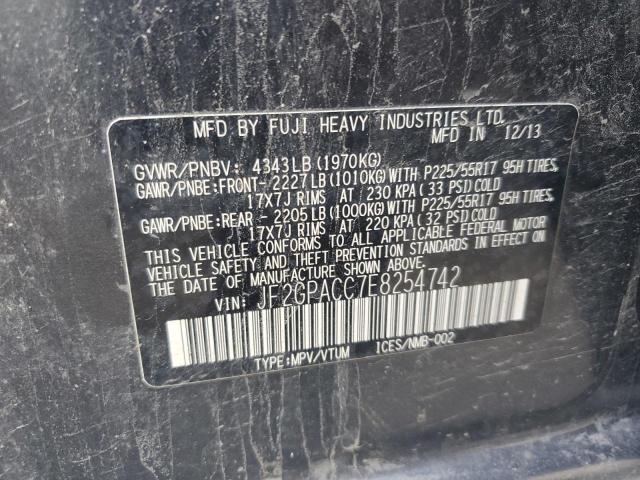 MFD BY FUJI HEAVY INDUSTRIES LTD.
MFD IN 12/13
GVWR/PNBV: 4343LB(1970KG)
GAWR/PNBE:FRONT-2227LB(1010KG)WITH P225/55R17 95H TIRES,
17X7J RIMS AT 230 KPA (33 PSI)COLD
GAWR/PNBE:REAR -2205LB(1000KG)WITH P225/55R17 95H TIRES,
17X7J RIMS AT 220 KPA (32 PSI)COLD
THIS VEHICLE CONFORMS TO ALL APPLICABLE FEDERAL MOTOR
VEHICLE SAFETY AND THEFT PREVENTION STANDARDS IN EFFECT ON
THE DATE OF MANUFACTURE SHOWN ABOVE.
VIN: JF2GPACC7E8254742
TYPE:MPV/VTUM ICES/NMB-002